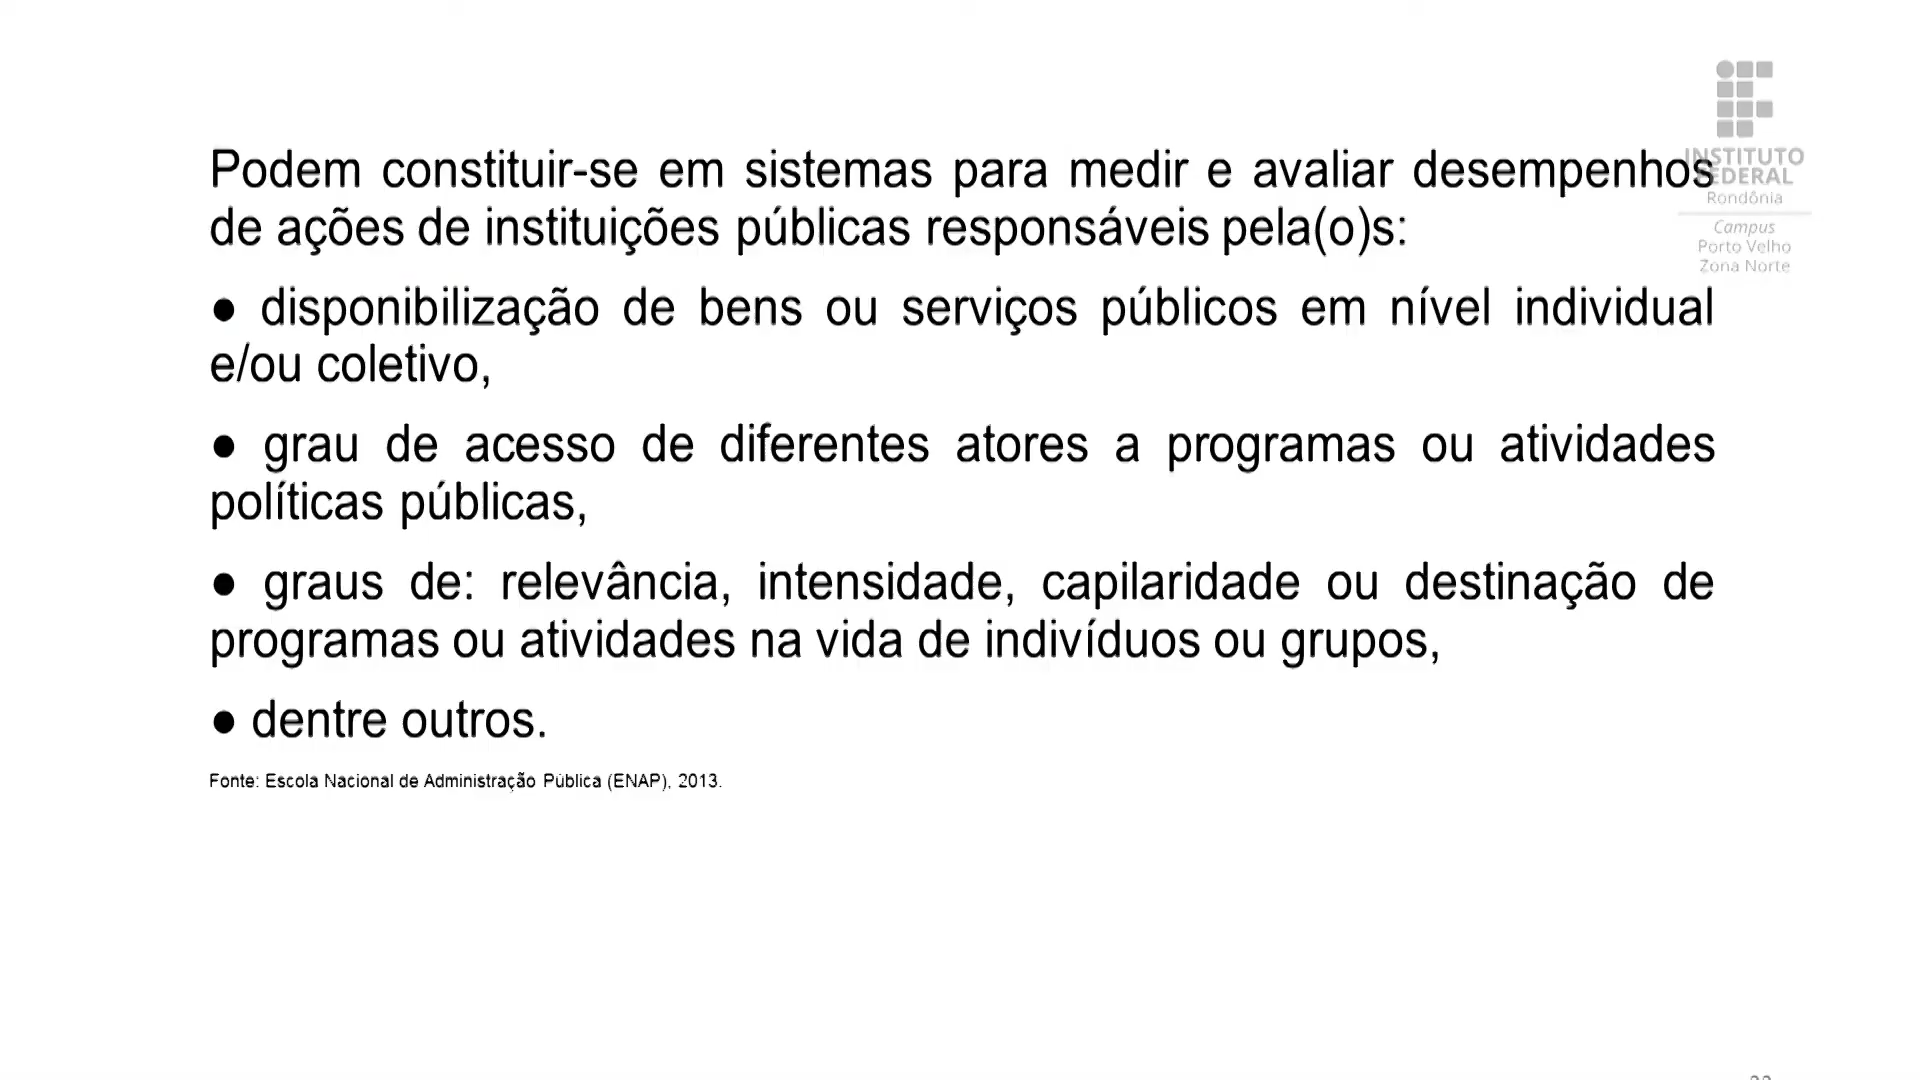 Podem constituir-se em sistemas para medir e avaliar desempenhos
de ações de instituições públicas responsáveis pela(o)s:
● disponibilização de bens ou serviços públicos em nível individual
e/ou coletivo,
● grau de acesso de diferentes atores a programas ou atividades
políticas públicas,
● graus de: relevância, intensidade, capilaridade ou destinação de
programas ou atividades na vida de indivíduos ou grupos,
● dentre outros.
Fonte: Escola Nacional de Administração Pública (ENAP), 2013.
INSTITUTO
FEDERAL
Rondônia
Campus
Porto Velho
Zona Norte